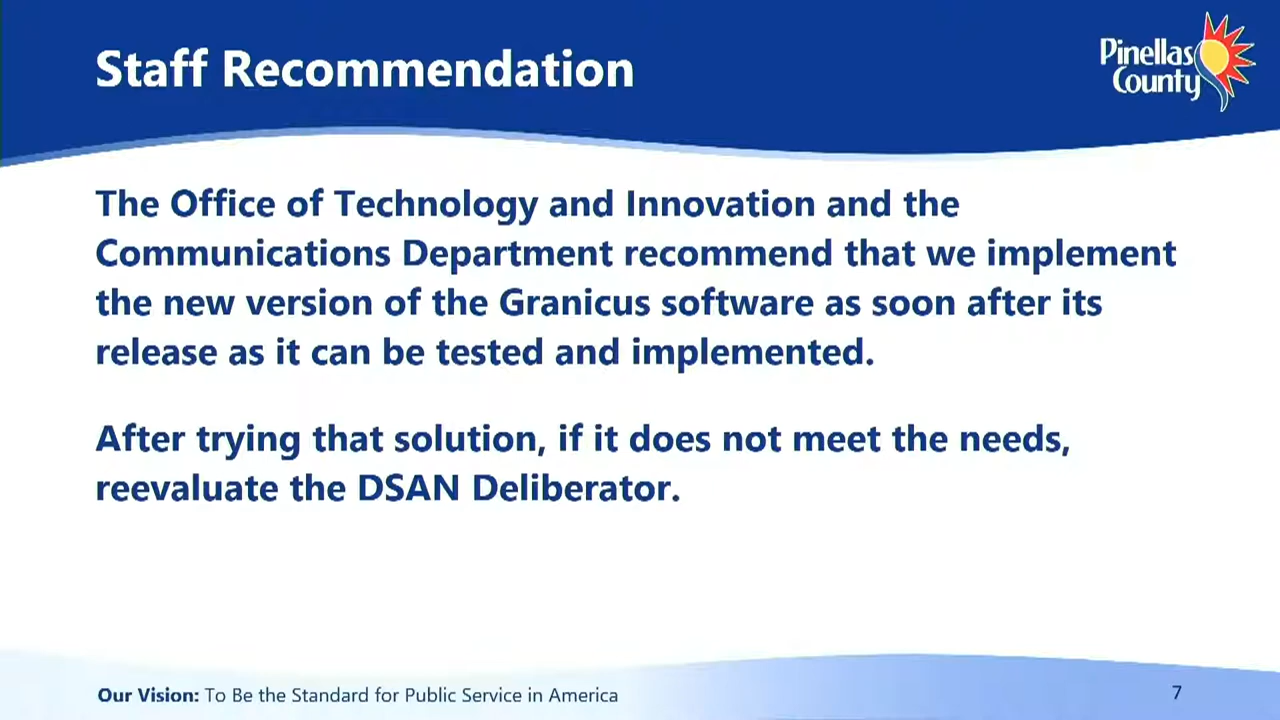 Staff Recommendation
Pinellas
County
The Office of Technology and Innovation and the
Communications Department recommend that we implement
the new version of the Granicus software as soon after its
release as it can be tested and implemented.
After trying that solution, if it does not meet the needs,
reevaluate the DSAN Deliberator.
Our Vision: To Be the Standard for Public Service in America
7